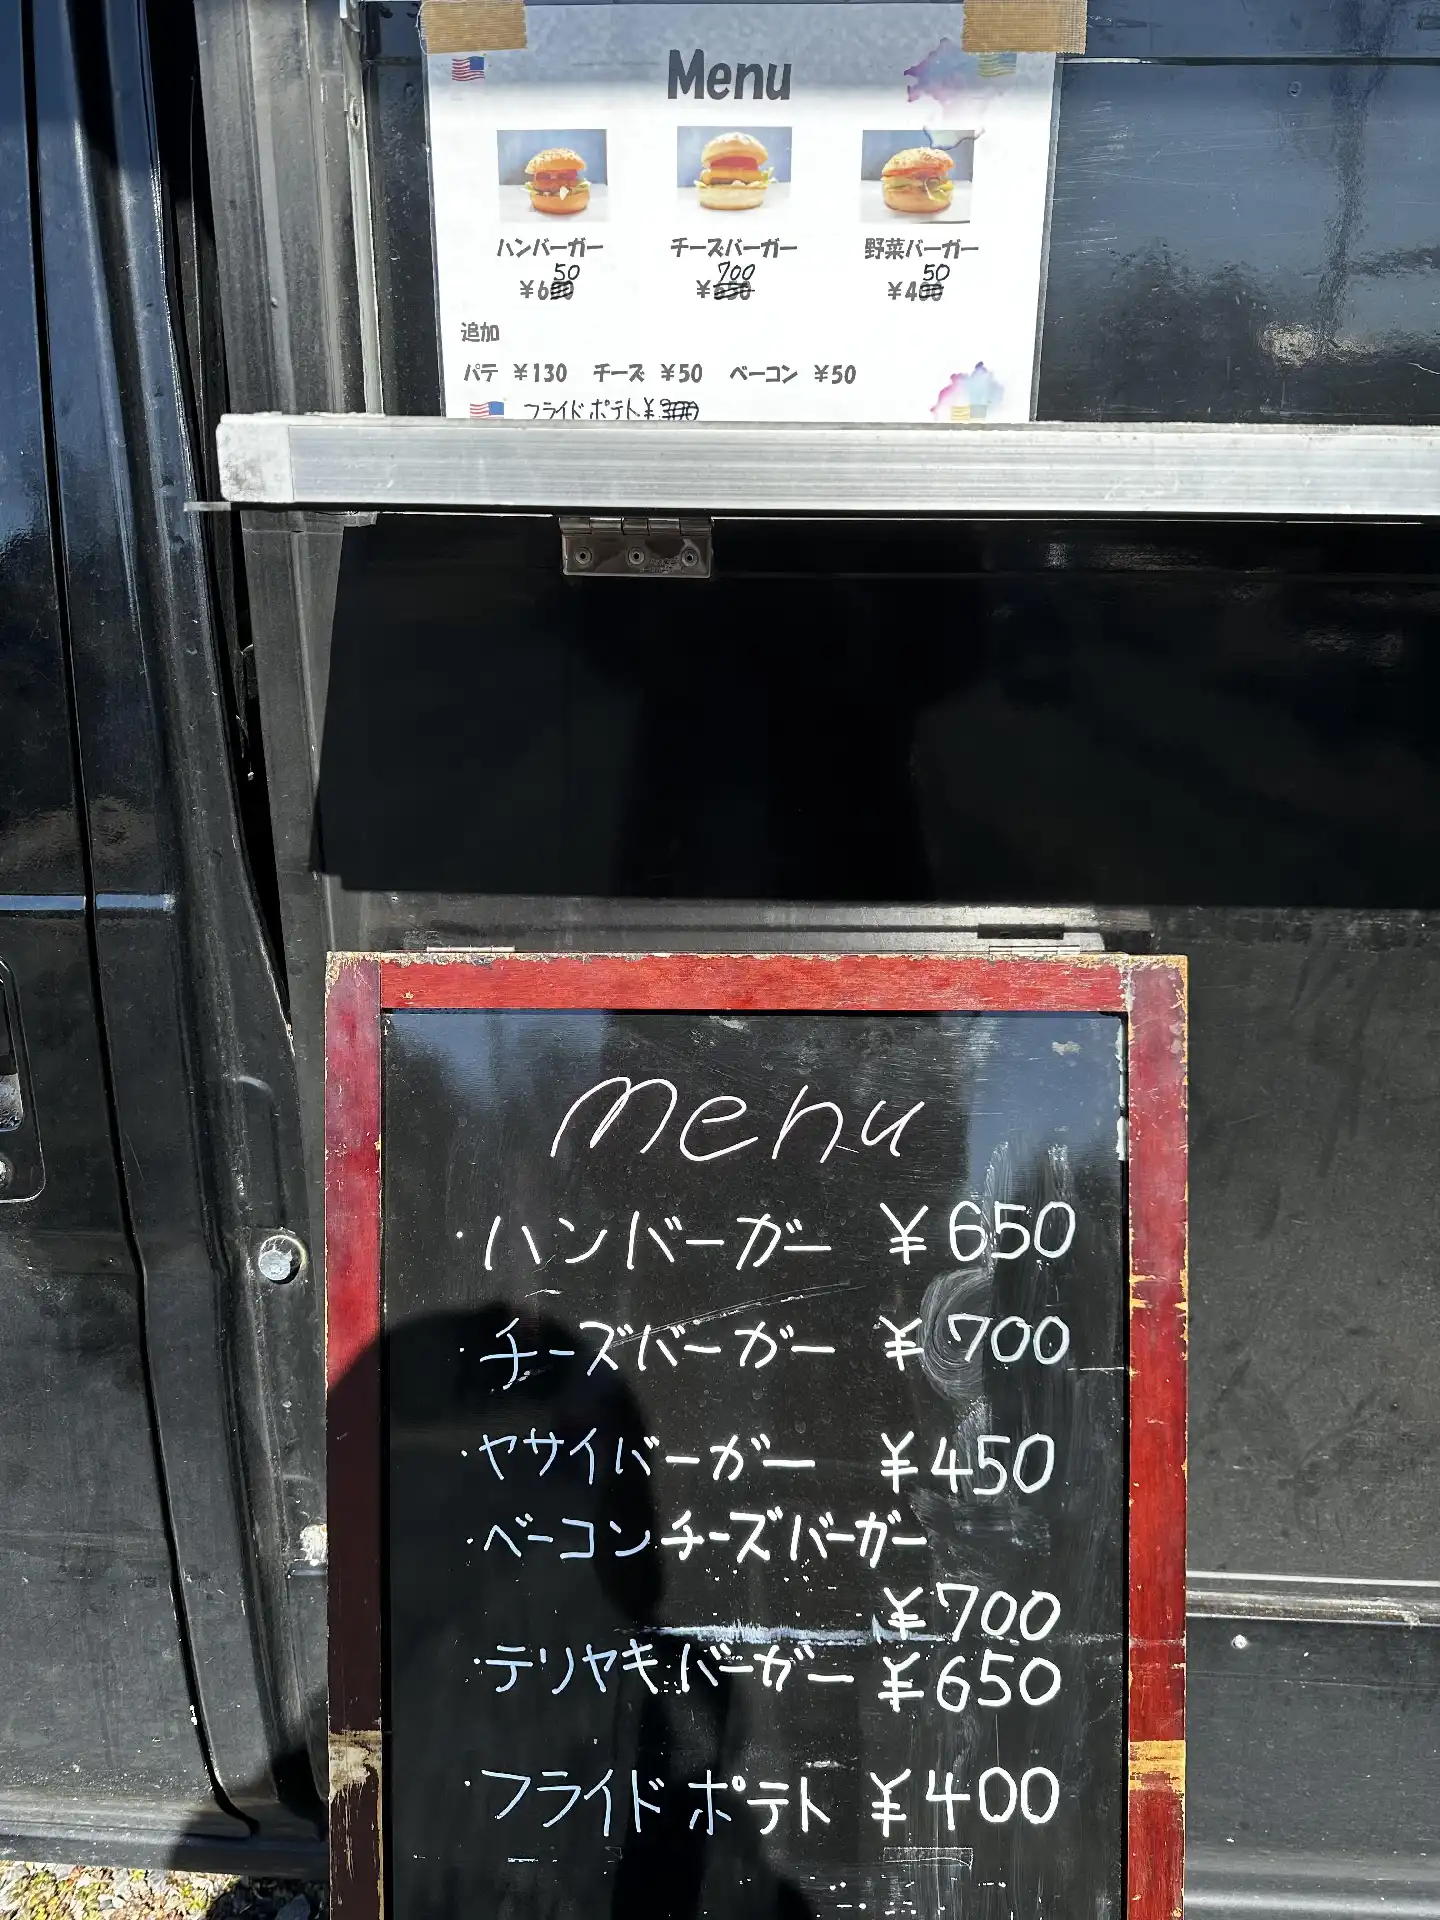 Menu
ハンバーガー チーズバーガー 野菜バーガー
50 700 50
¥600 ¥650 ¥400
追加
パテ ¥130 チーズ ¥50 ベーコン ¥50
フライドポテト ¥300
menu
・ハンバーガー ¥650
・チーズバーガー ¥700
・ヤサイバーガー ¥450
・ベーコンチーズバーガー
¥700
・テリヤキバーガー ¥650
・フライドポテト ¥400